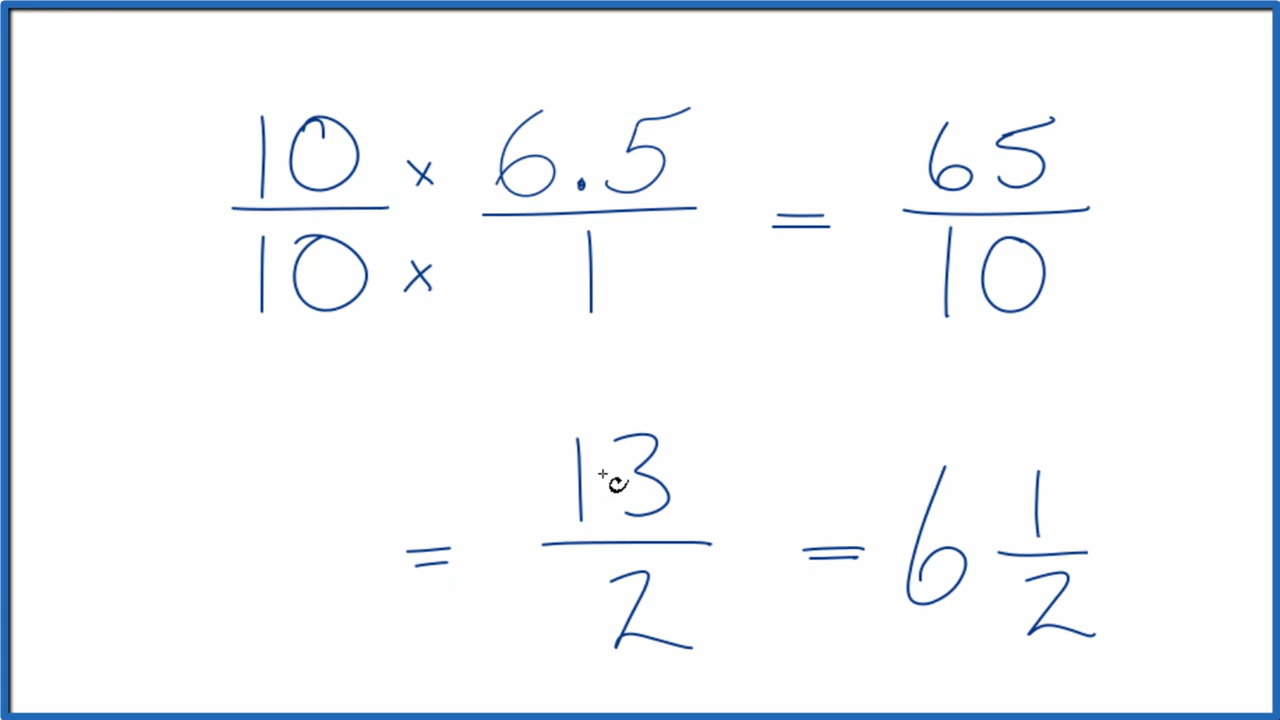 10/10 × 6.5/1 = 65/10
= 13/2 = 6 1/2